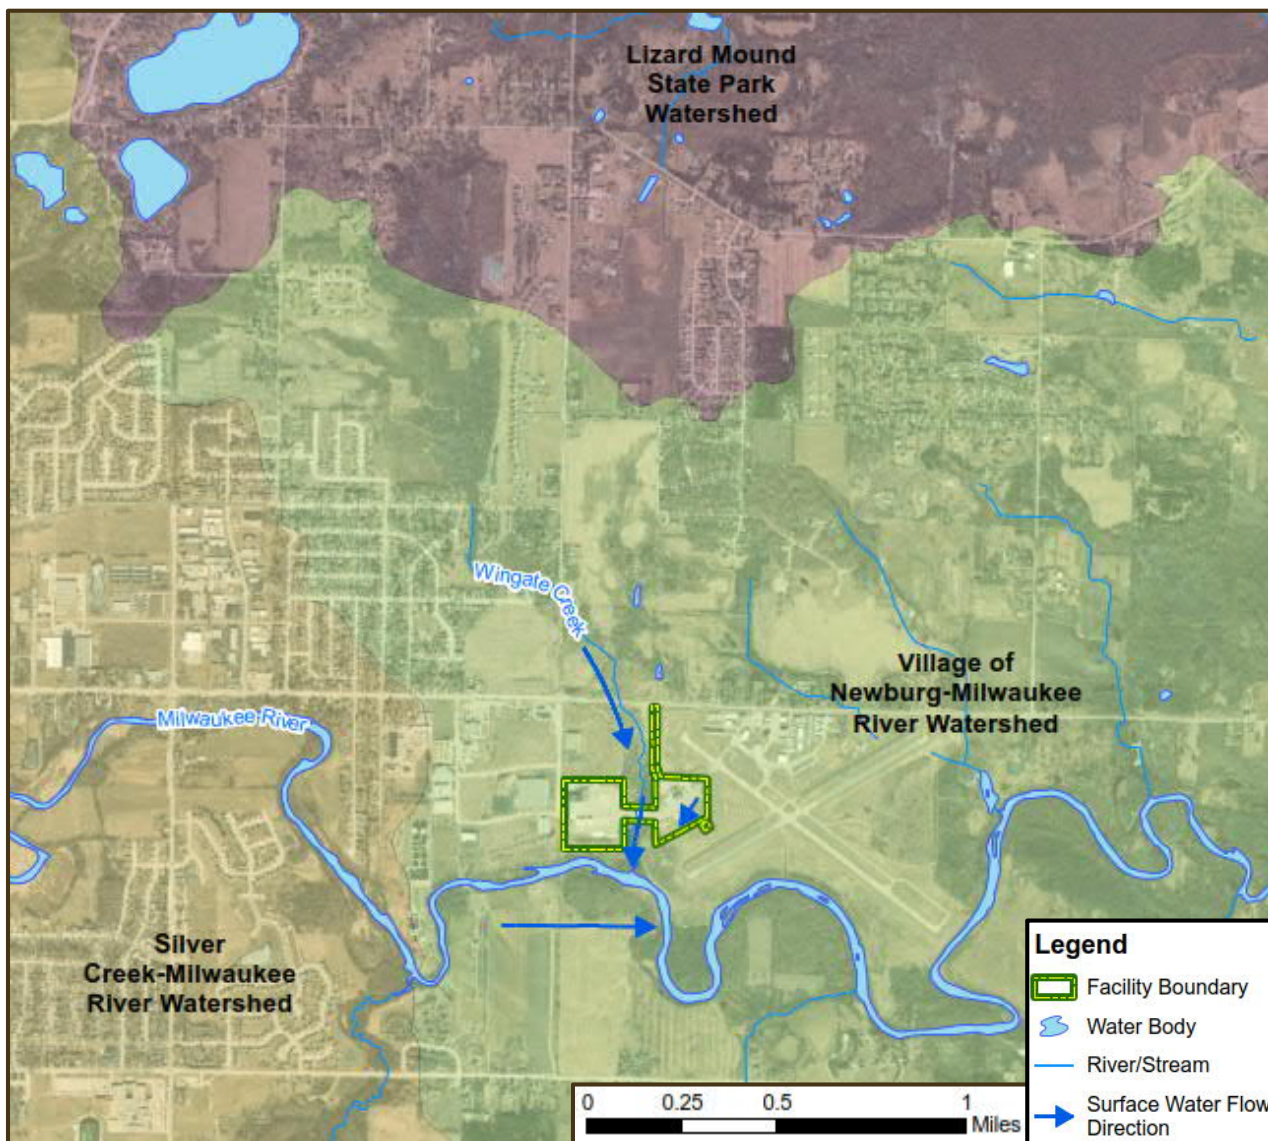 Lizard Mound
State Park
Watershed
Wingate Creek
Village of
Newburg-Milwaukee
River Watershed
Milwaukee River
Silver
Creek-Milwaukee
River Watershed
Legend
Facility Boundary
Water Body
River/Stream
Surface Water Flow
Direction
0 0.25 0.5 1
Miles